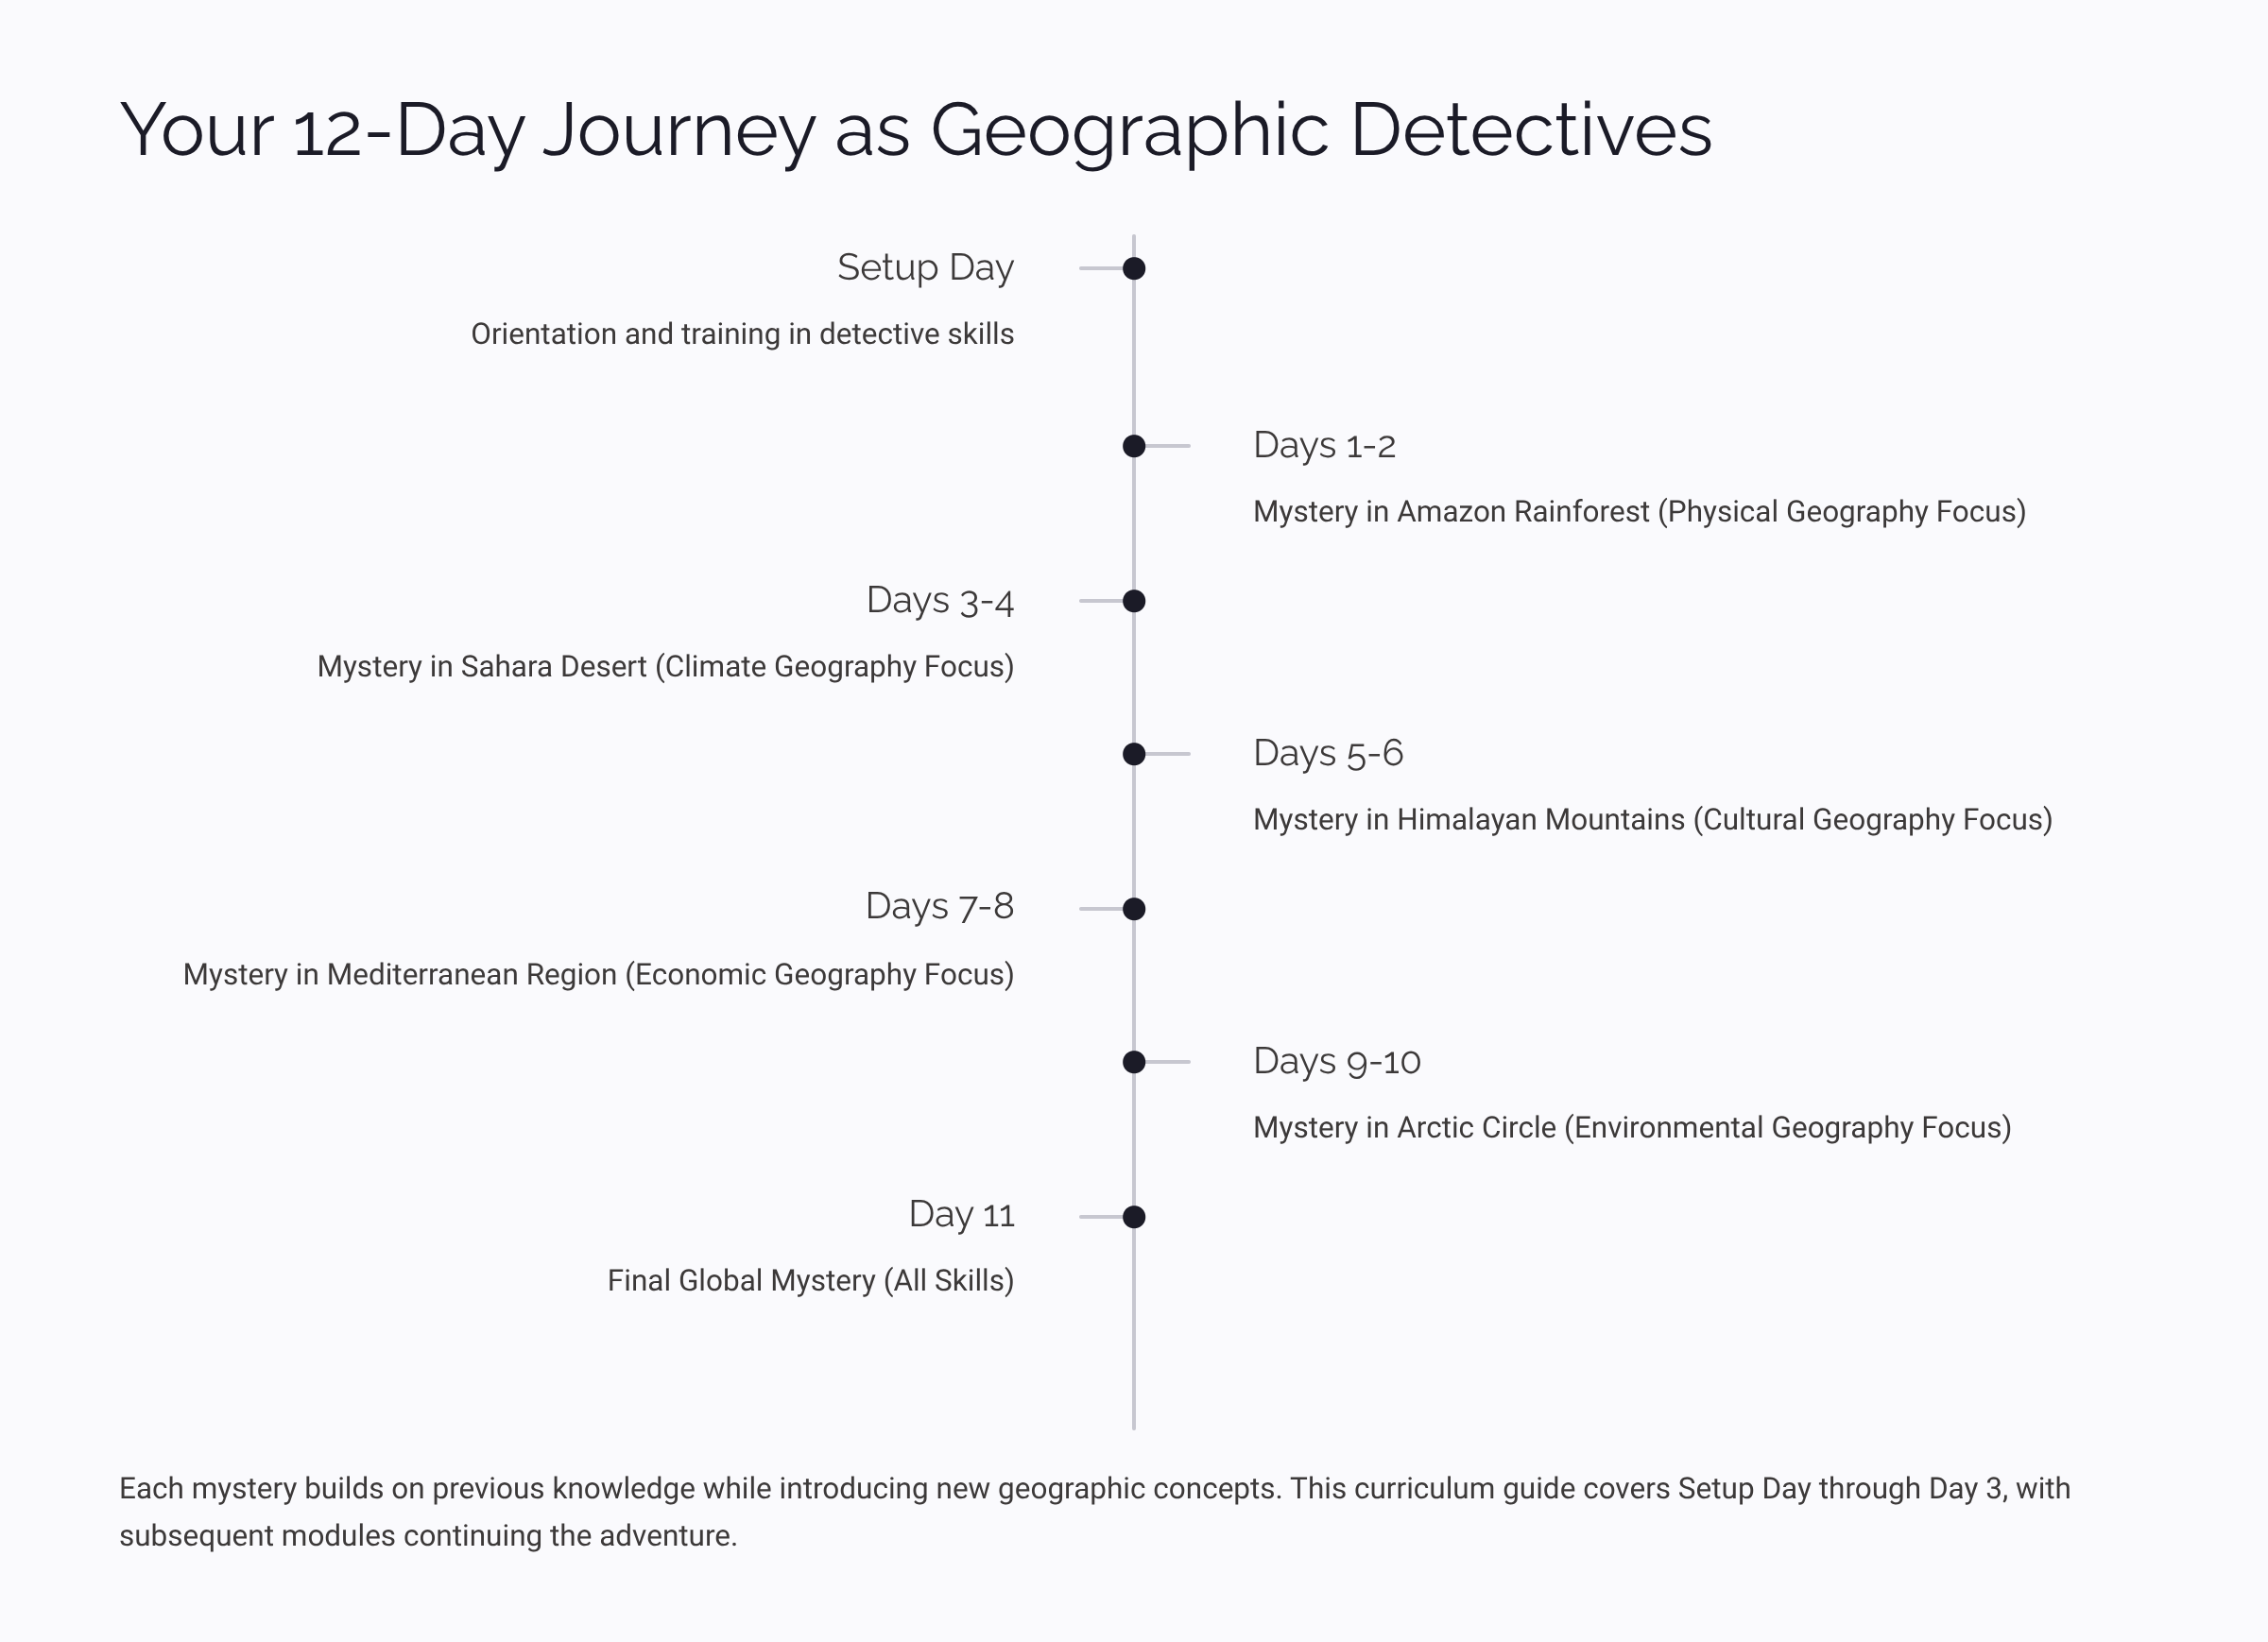 Your 12-Day Journey as Geographic Detectives
Setup Day
Orientation and training in detective skills
Days 1-2
Mystery in Amazon Rainforest (Physical Geography Focus)
Days 3-4
Mystery in Sahara Desert (Climate Geography Focus)
Days 5-6
Mystery in Himalayan Mountains (Cultural Geography Focus)
Days 7-8
Mystery in Mediterranean Region (Economic Geography Focus)
Days 9-10
Mystery in Arctic Circle (Environmental Geography Focus)
Day 11
Final Global Mystery (All Skills)
Each mystery builds on previous knowledge while introducing new geographic concepts. This curriculum guide covers Setup Day through Day 3, with
subsequent modules continuing the adventure.